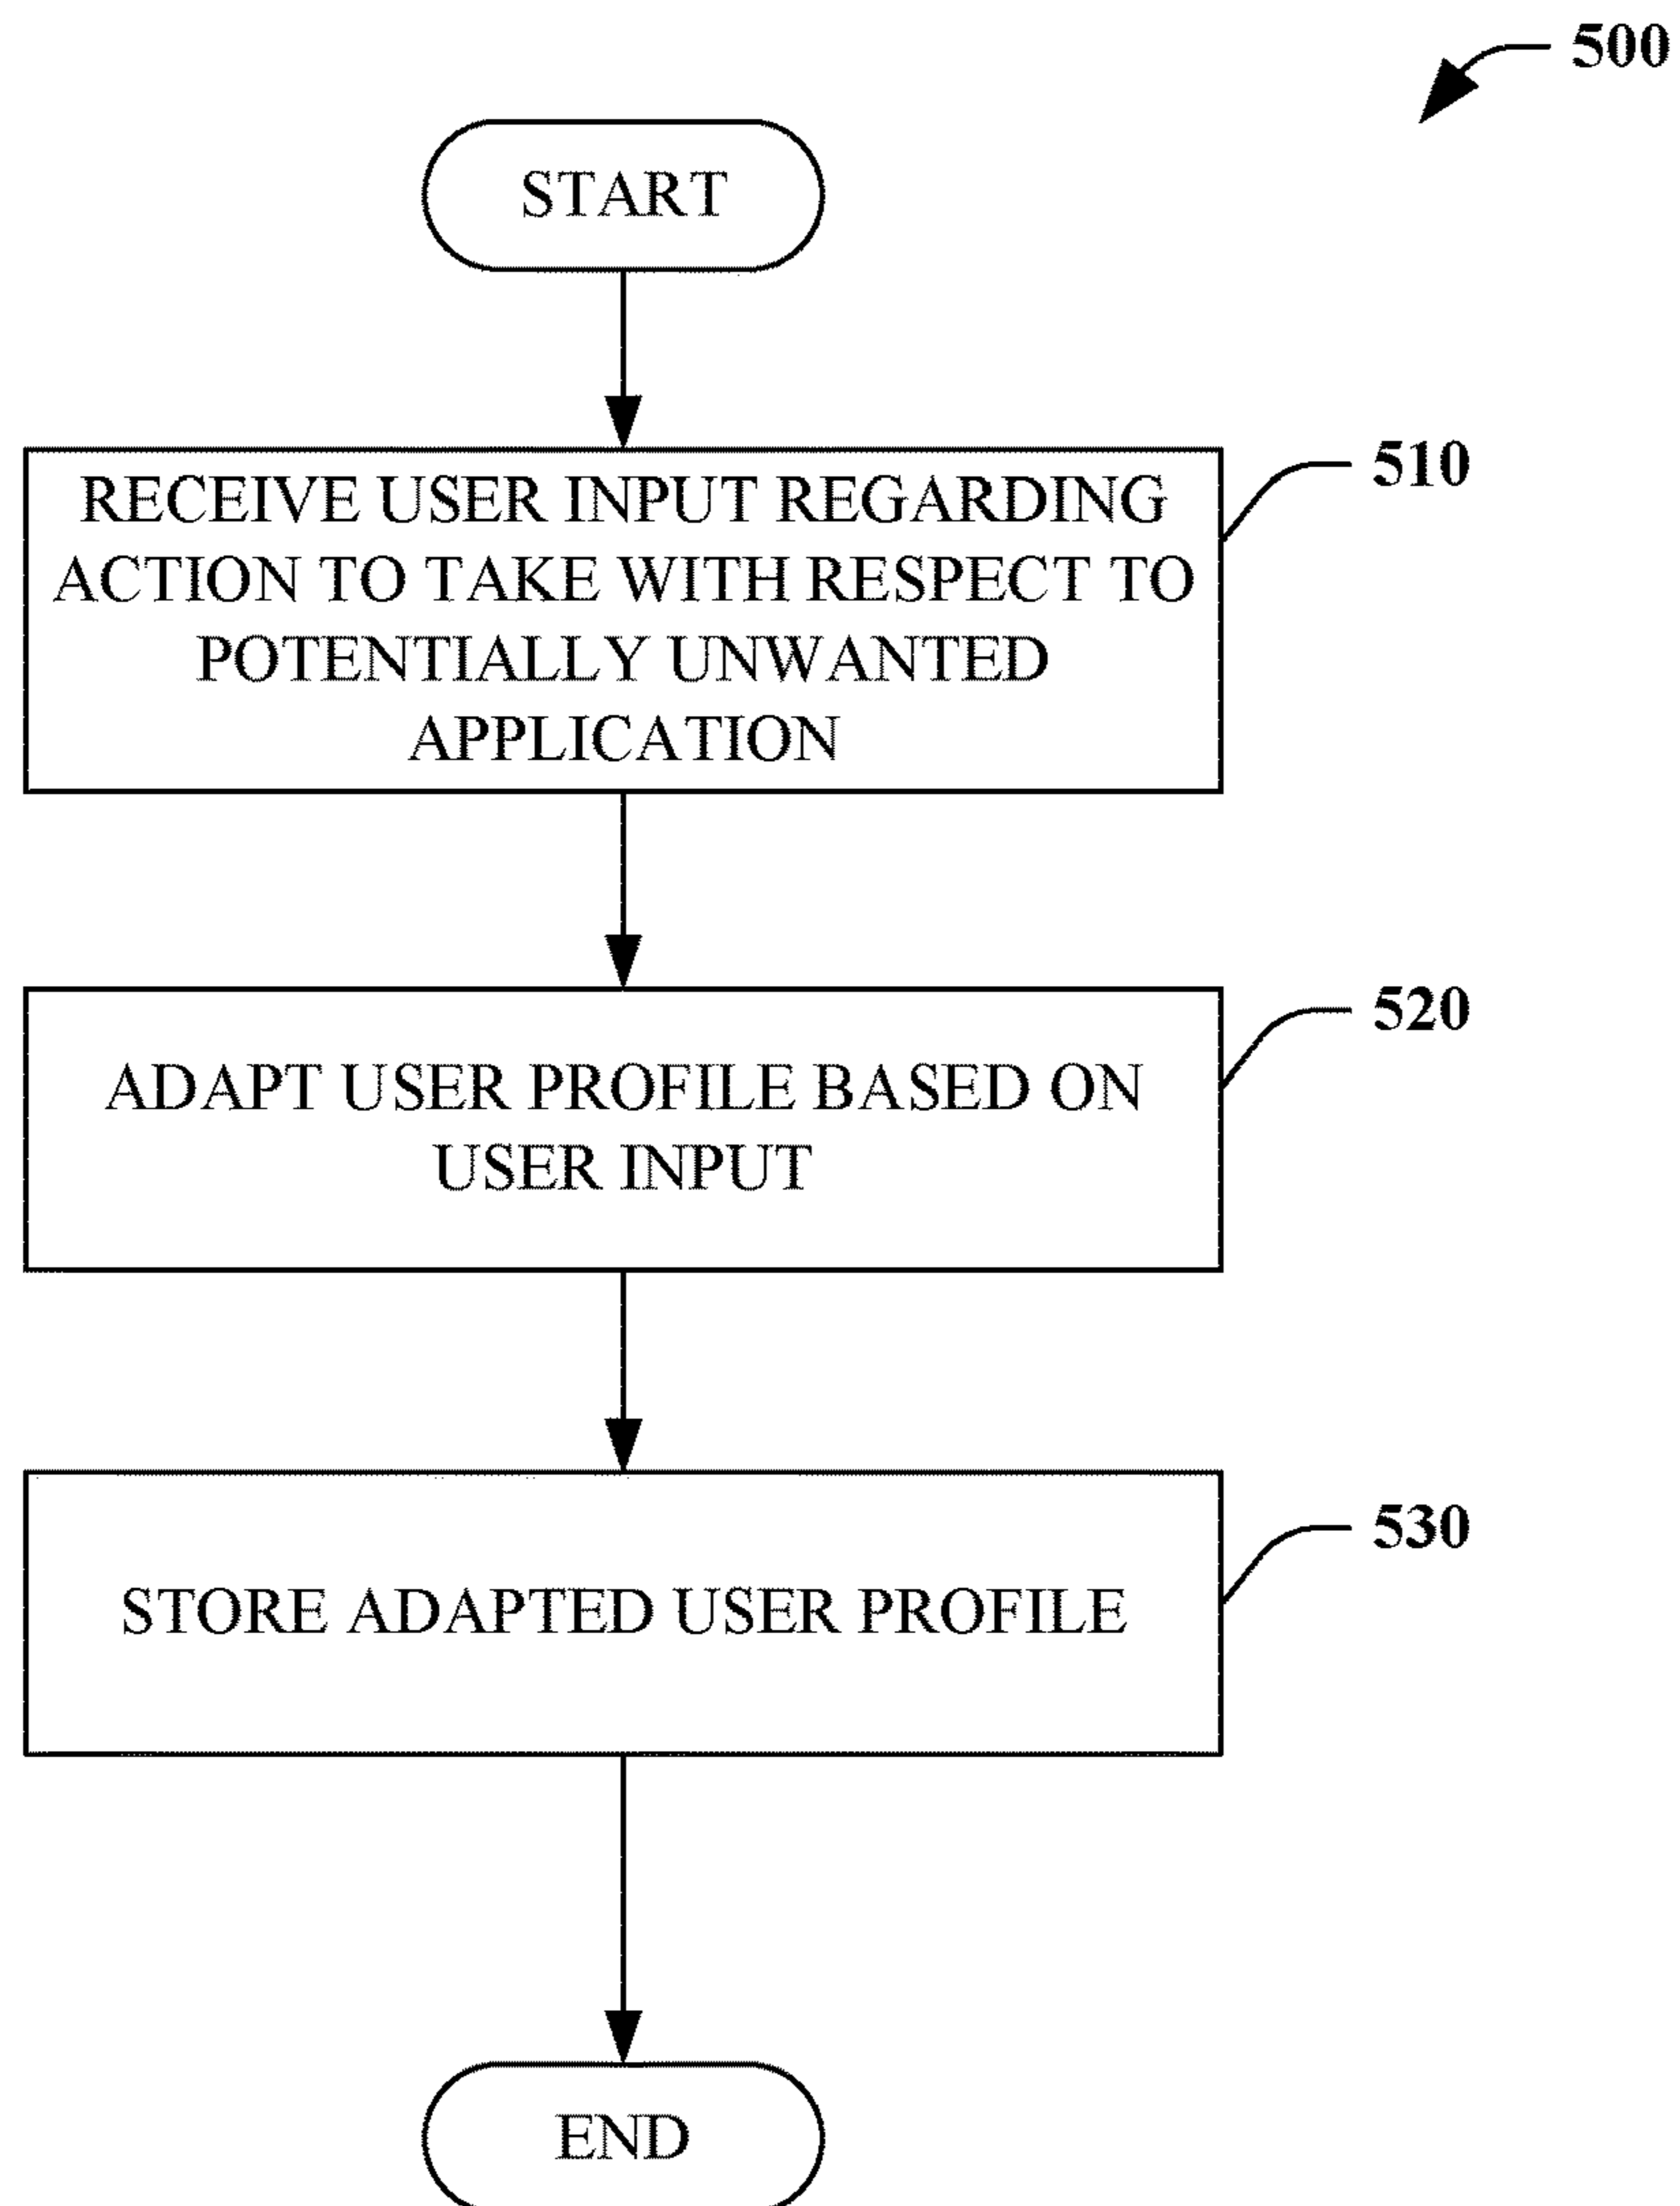 500
START
RECEIVE USER INPUT REGARDING
ACTION TO TAKE WITH RESPECT TO
POTENTIALLY UNWANTED
APPLICATION
510
ADAPT USER PROFILE BASED ON
USER INPUT
520
STORE ADAPTED USER PROFILE
530
END